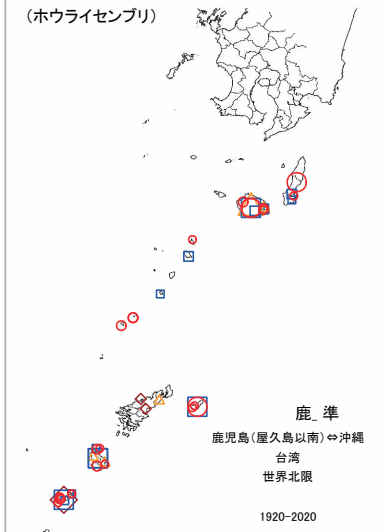 (ホウライセンブリ)
鹿_準
鹿児島(屋久島以南)⇔沖縄
台湾
世界北限
1920-2020